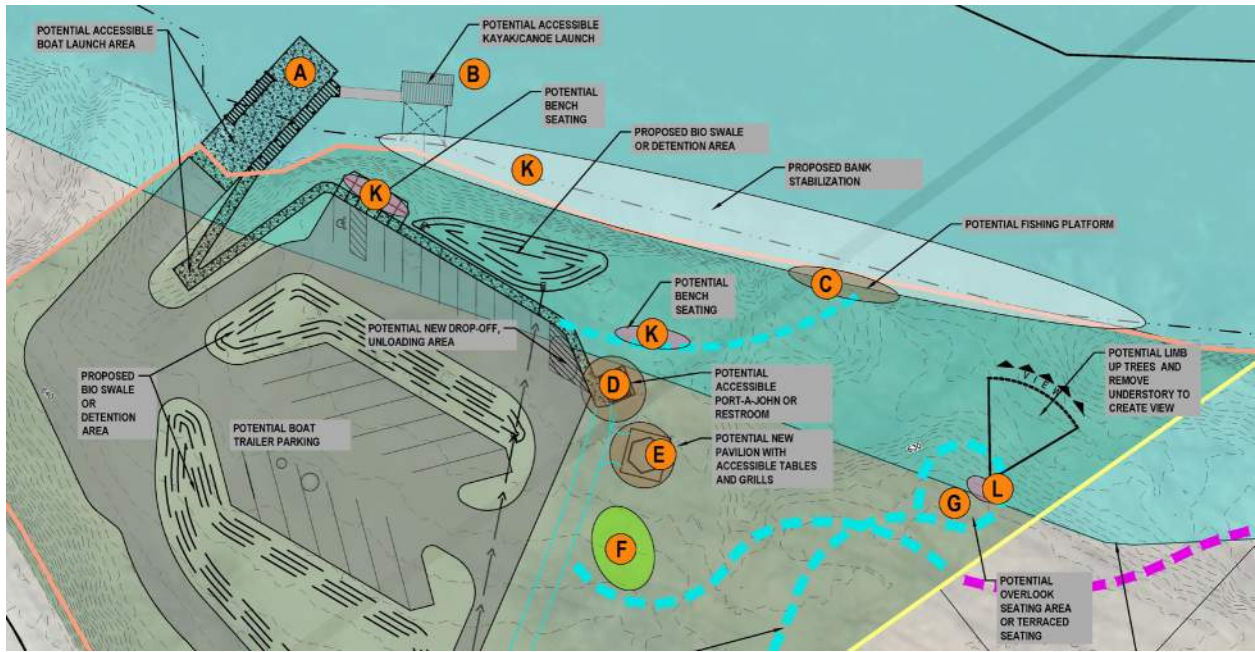 POTENTIAL ACCESSIBLE
BOAT LAUNCH AREA
A
POTENTIAL ACCESSIBLE
KAYAK/CANOE LAUNCH
B
POTENTIAL
BENCH
SEATING
K
PROPOSED BIO SWALE
OR DETENTION AREA
K
PROPOSED BANK
STABILIZATION
POTENTIAL FISHING PLATFORM
C
POTENTIAL
BENCH
SEATING
K
POTENTIAL NEW DROP-OFF,
UNLOADING AREA
D
POTENTIAL
ACCESSIBLE
PORT-A-JOHN OR
RESTROOM
VIEW
POTENTIAL LIMB
UP TREES AND
REMOVE
UNDERSTORY TO
CREATE VIEW
PROPOSED
BIO SWALE
OR
DETENTION
AREA
POTENTIAL BOAT
TRAILER PARKING
E
POTENTIAL NEW
PAVILION WITH
ACCESSIBLE TABLES
AND GRILLS
630
G
L
F
POTENTIAL
OVERLOOK
SEATING AREA
OR TERRACED
SEATING